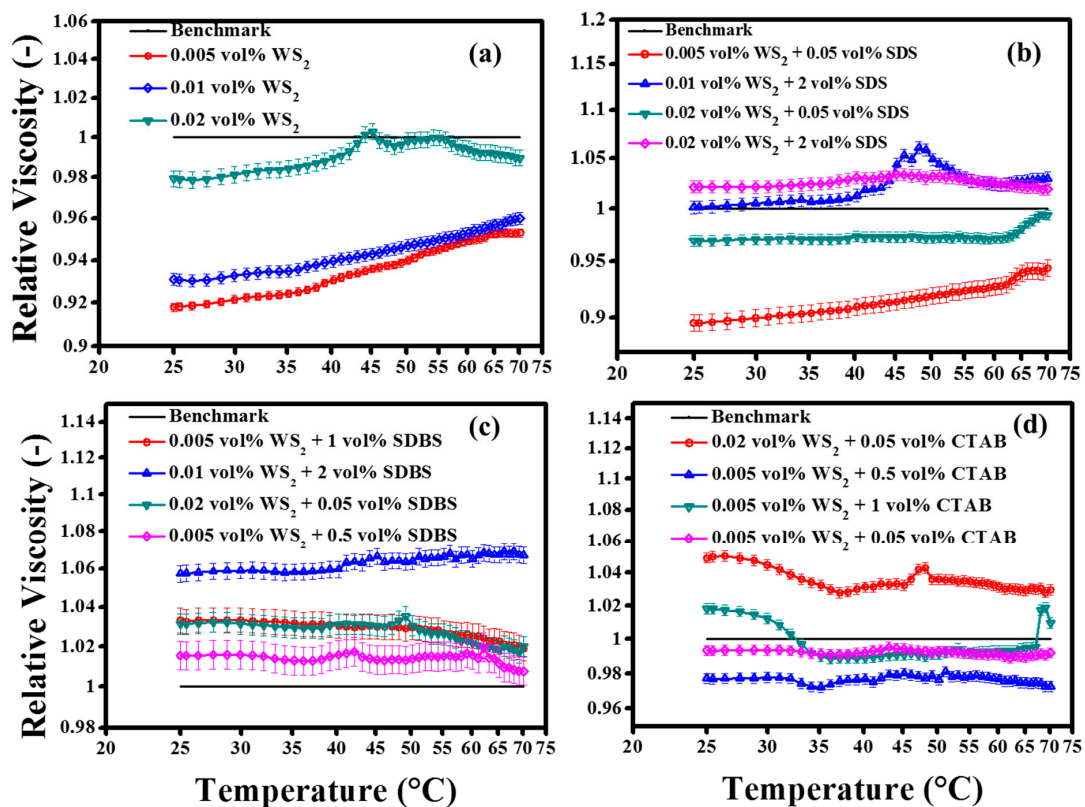 Relative Viscosity (-)
1.06
1.04
1.02
1
0.98
0.96
0.94
0.92
0.9
Benchmark
0.005 vol% WS2
0.01 vol% WS2
0.02 vol% WS2
(a)
20 25 30 35 40 45 50 55 60 65 70 75
1.2
1.15
1.1
1.05
1
0.95
0.9
Benchmark
0.005 vol% WS2 + 0.05 vol% SDS
0.01 vol% WS2 + 2 vol% SDS
0.02 vol% WS2 + 0.05 vol% SDS
0.02 vol% WS2 + 2 vol% SDS
(b)
20 25 30 35 40 45 50 55 60 65 70 75
Relative Viscosity (-)
1.14
1.12
1.1
1.08
1.06
1.04
1.02
1
0.98
Benchmark
0.005 vol% WS2 + 1 vol% SDBS
0.01 vol% WS2 + 2 vol% SDBS
0.02 vol% WS2 + 0.05 vol% SDBS
0.005 vol% WS2 + 0.5 vol% SDBS
(c)
20 25 30 35 40 45 50 55 60 65 70 75
Temperature (°C)
1.14
1.12
1.1
1.08
1.06
1.04
1.02
1
0.98
0.96
Benchmark
0.02 vol% WS2 + 0.05 vol% CTAB
0.005 vol% WS2 + 0.5 vol% CTAB
0.005 vol% WS2 + 1 vol% CTAB
0.005 vol% WS2 + 0.05 vol% CTAB
(d)
20 25 30 35 40 45 50 55 60 65 70 75
Temperature (°C)